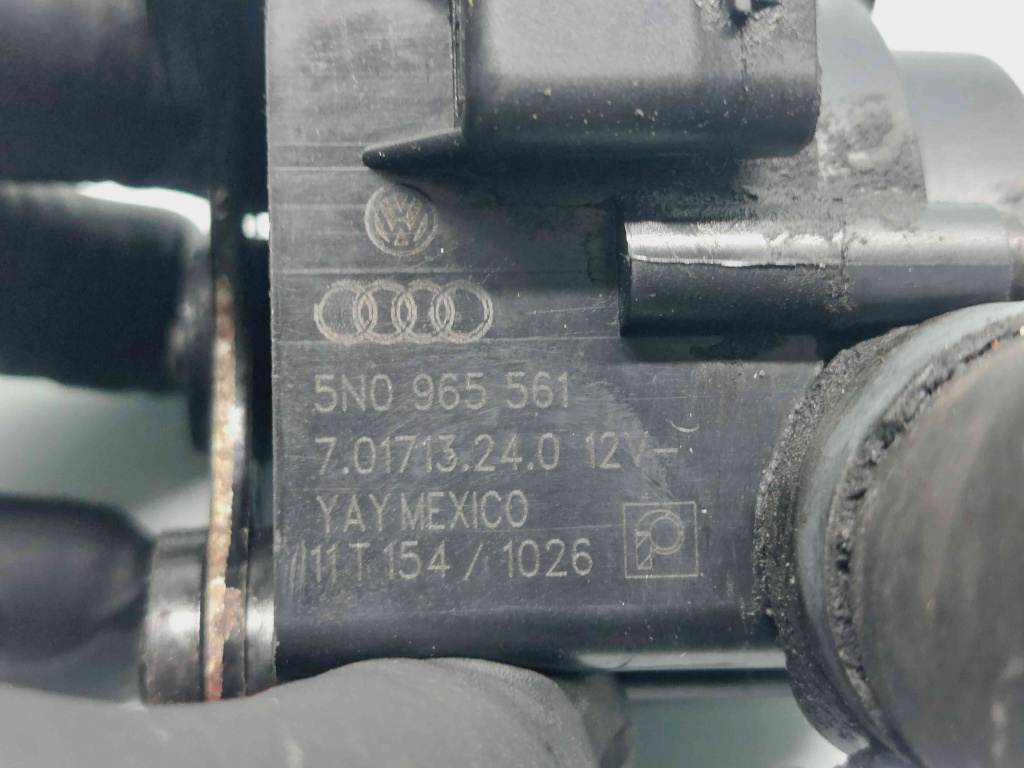 5N0 965 561
7.01713.24.0 12V-
YAY MEXICO
11 T 154 / 1026